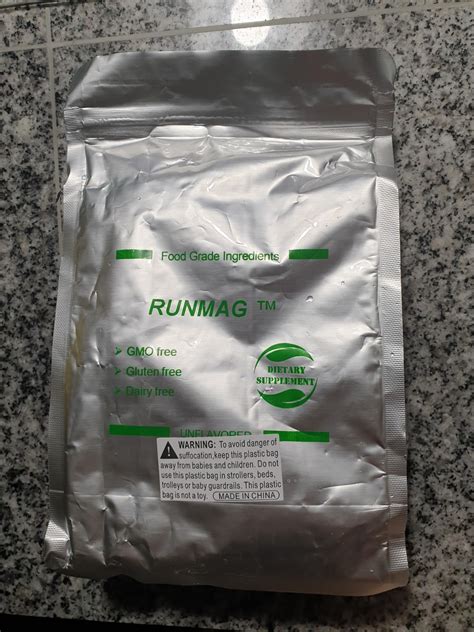 Food Grade Ingredients
RUNMAG ™
➢ GMO free
➢ Gluten free
➢ Dairy free
DIETARY
SUPPLEMENT
UNFLAVORED
WARNING: To avoid danger of
suffocation,keep this plastic bag
away from babies and children. Do not
use this plastic bag in strollers, beds,
trolleys or baby guardrails. This plastic
bag is not a toy. MADE IN CHINA